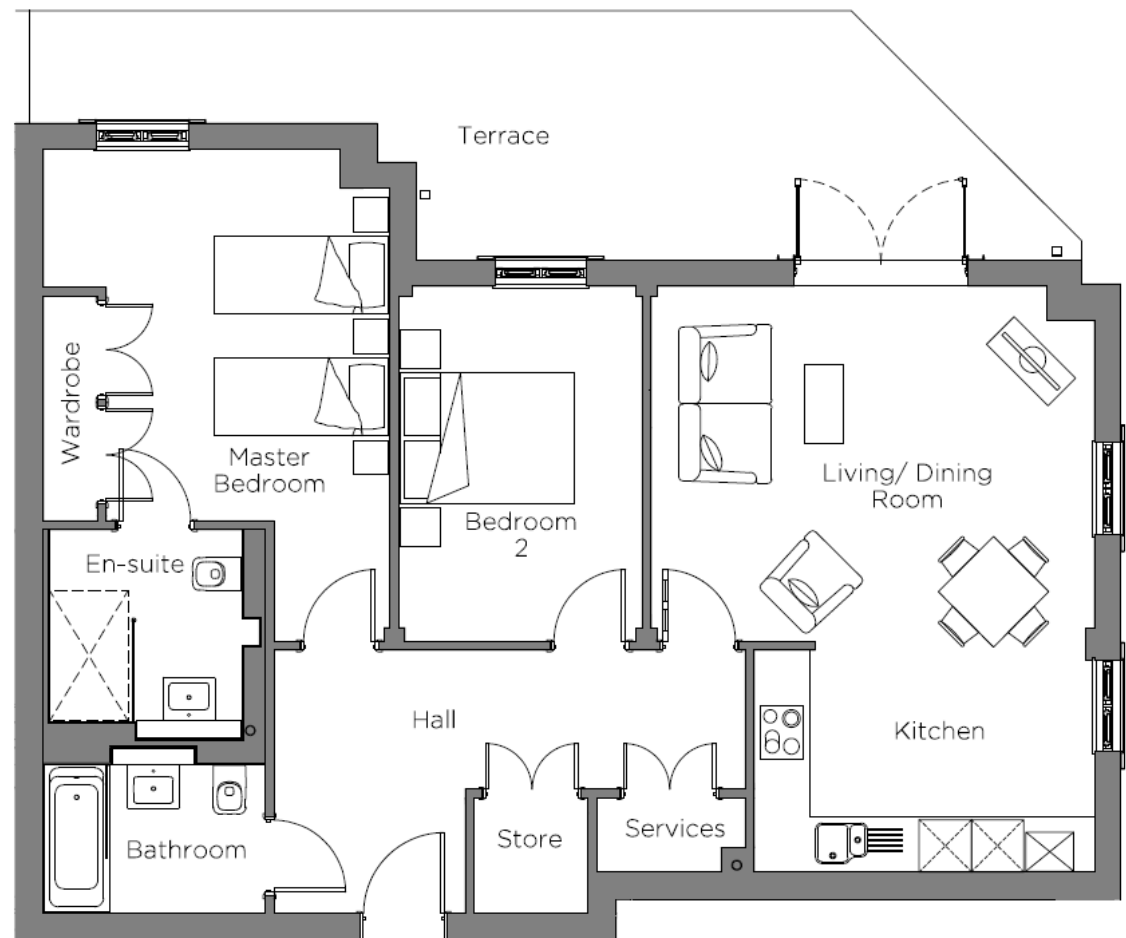 Terrace
Wardrobe
Master
Bedroom
Living/ Dining
Room
Bedroom
2
En-suite
Hall
Kitchen
Services
Store
Bathroom